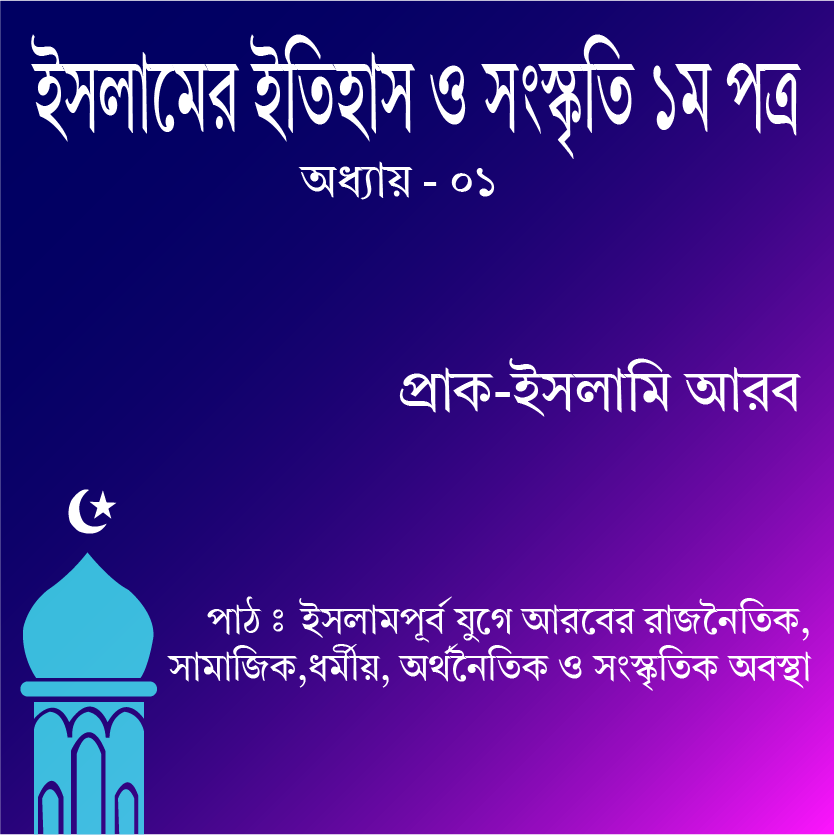 ইসলামের ইতিহাস ও সংস্কৃতি ১ম পত্র
অধ্যায় - ০১
প্রাক-ইসলামি আরব
পাঠ ঃ ইসলামপূর্ব যুগে আরবের রাজনৈতিক,
সামাজিক,ধর্মীয়, অর্থনৈতিক ও সংস্কৃতিক অবস্থা